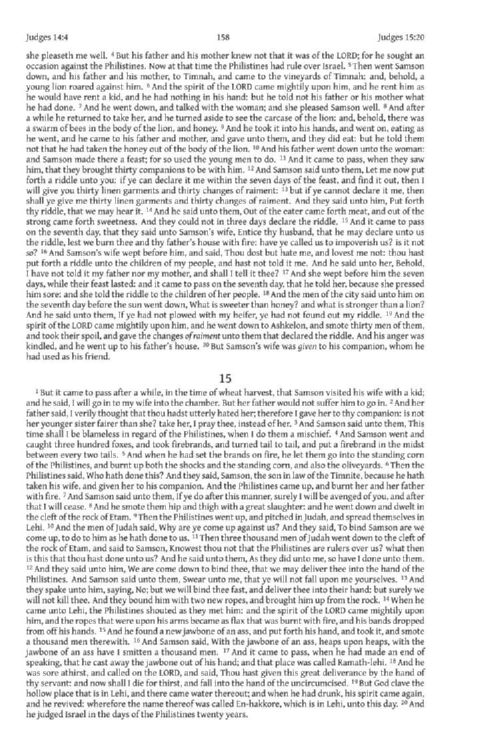 Judges 14:4 158 Judges 15:20
she pleaseth me well. 4 But his father and his mother knew not that it was of the LORD; for he sought an
occasion against the Philistines. Now at that time the Philistines had rule over Israel. 5 Then went Samson
down, and his father and his mother, to Timnah, and came to the vineyards of Timnah: and, behold, a
young lion roared against him. 6 And the spirit of the LORD came mightily upon him, and he rent him as
he would have rent a kid, and he had nothing in his hand: but he told not his father or his mother what
he had done. 7 And he went down, and talked with the woman; and she pleased Samson well. 8 And after
a while he returned to take her, and he turned aside to see the carcase of the lion: and, behold, there was
a swarm of bees in the body of the lion, and honey. 9 And he took it into his hands, and went on, eating as
he went, and he came to his father and mother, and gave unto them, and they did eat: but he told them
not that he had taken the honey out of the body of the lion. 10 And his father went down unto the woman:
and Samson made there a feast; for so used the young men to do. 11 And it came to pass, when they saw
him, that they brought thirty companions to be with him. 12 And Samson said unto them, Let me now put
forth a riddle unto you: if ye can declare it me within the seven days of the feast, and find it out, then I
will give you thirty linen garments and thirty changes of raiment: 13 but if ye cannot declare it me, then
shall ye give me thirty linen garments and thirty changes of raiment. And they said unto him, Put forth
thy riddle, that we may hear it. 14 And he said unto them, Out of the eater came forth meat, and out of the
strong came forth sweetness. And they could not in three days declare the riddle. 15 And it came to pass
on the seventh day, that they said unto Samson's wife, Entice thy husband, that he may declare unto us
the riddle, lest we burn thee and thy father's house with fire: have ye called us to impoverish us? is it not
so? 16 And Samson's wife wept before him, and said, Thou dost but hate me, and lovest me not: thou hast
put forth a riddle unto the children of my people, and hast not told it me. And he said unto her, Behold,
I have not told it my father nor my mother, and shall I tell it thee? 17 And she wept before him the seven
days, while their feast lasted: and it came to pass on the seventh day, that he told her, because she pressed
him sore: and she told the riddle to the children of her people. 18 And the men of the city said unto him on
the seventh day before the sun went down, What is sweeter than honey? and what is stronger than a lion?
And he said unto them, If ye had not plowed with my heifer, ye had not found out my riddle. 19 And the
spirit of the LORD came mightily upon him, and he went down to Ashkelon, and smote thirty men of them,
and took their spoil, and gave the changes of raiment unto them that declared the riddle. And his anger was
kindled, and he went up to his father's house. 20 But Samson's wife was given to his companion, whom he
had used as his friend.
15
1 But it came to pass after a while, in the time of wheat harvest, that Samson visited his wife with a kid;
and he said, I will go in to my wife into the chamber. But her father would not suffer him to go in. 2 And her
father said, I verily thought that thou hadst utterly hated her; therefore I gave her to thy companion: is not
her younger sister fairer than she? take her, I pray thee, instead of her. 3 And Samson said unto them, This
time shall I be blameless in regard of the Philistines, when I do them a mischief. 4 And Samson went and
caught three hundred foxes, and took firebrands, and turned tail to tail, and put a firebrand in the midst
between every two tails. 5 And when he had set the brands on fire, he let them go into the standing corn
of the Philistines, and burnt up both the shocks and the standing corn, and also the oliveyards. 6 Then the
Philistines said, Who hath done this? And they said, Samson, the son in law of the Timnite, because he hath
taken his wife, and given her to his companion. And the Philistines came up, and burnt her and her father
with fire. 7 And Samson said unto them, If ye do after this manner, surely I will be avenged of you, and after
that I will cease. 8 And he smote them hip and thigh with a great slaughter: and he went down and dwelt in
the cleft of the rock of Etam. 9 Then the Philistines went up, and pitched in Judah, and spread themselves in
Lehi. 10 And the men of Judah said, Why are ye come up against us? And they said, To bind Samson are we
come up, to do to him as he hath done to us. 11 Then three thousand men of Judah went down to the cleft of
the rock of Etam, and said to Samson, Knowest thou not that the Philistines are rulers over us? what then
is this that thou hast done unto us? And he said unto them, As they did unto me, so have I done unto them.
12 And they said unto him, We are come down to bind thee, that we may deliver thee into the hand of the
Philistines. And Samson said unto them, Swear unto me, that ye will not fall upon me yourselves. 13 And
they spake unto him, saying, No; but we will bind thee fast, and deliver thee into their hand: but surely we
will not kill thee. And they bound him with two new ropes, and brought him up from the rock. 14 When he
came unto Lehi, the Philistines shouted as they met him: and the spirit of the LORD came mightily upon
him, and the ropes that were upon his arms became as flax that was burnt with fire, and his bands dropped
from off his hands. 15 And he found a new jawbone of an ass, and put forth his hand, and took it, and smote
a thousand men therewith. 16 And Samson said, With the jawbone of an ass, heaps upon heaps, with the
jawbone of an ass have I smitten a thousand men. 17 And it came to pass, when he had made an end of
speaking, that he cast away the jawbone out of his hand; and that place was called Ramath-lehi. 18 And he
was sore athirst, and called on the LORD, and said, Thou hast given this great deliverance by the hand of
thy servant: and now shall I die for thirst, and fall into the hand of the uncircumcised. 19 But God clave the
hollow place that is in Lehi, and there came water thereout; and when he had drunk, his spirit came again,
and he revived: wherefore the name thereof was called En-hakkore, which is in Lehi, unto this day. 20 And
he judged Israel in the days of the Philistines twenty years.